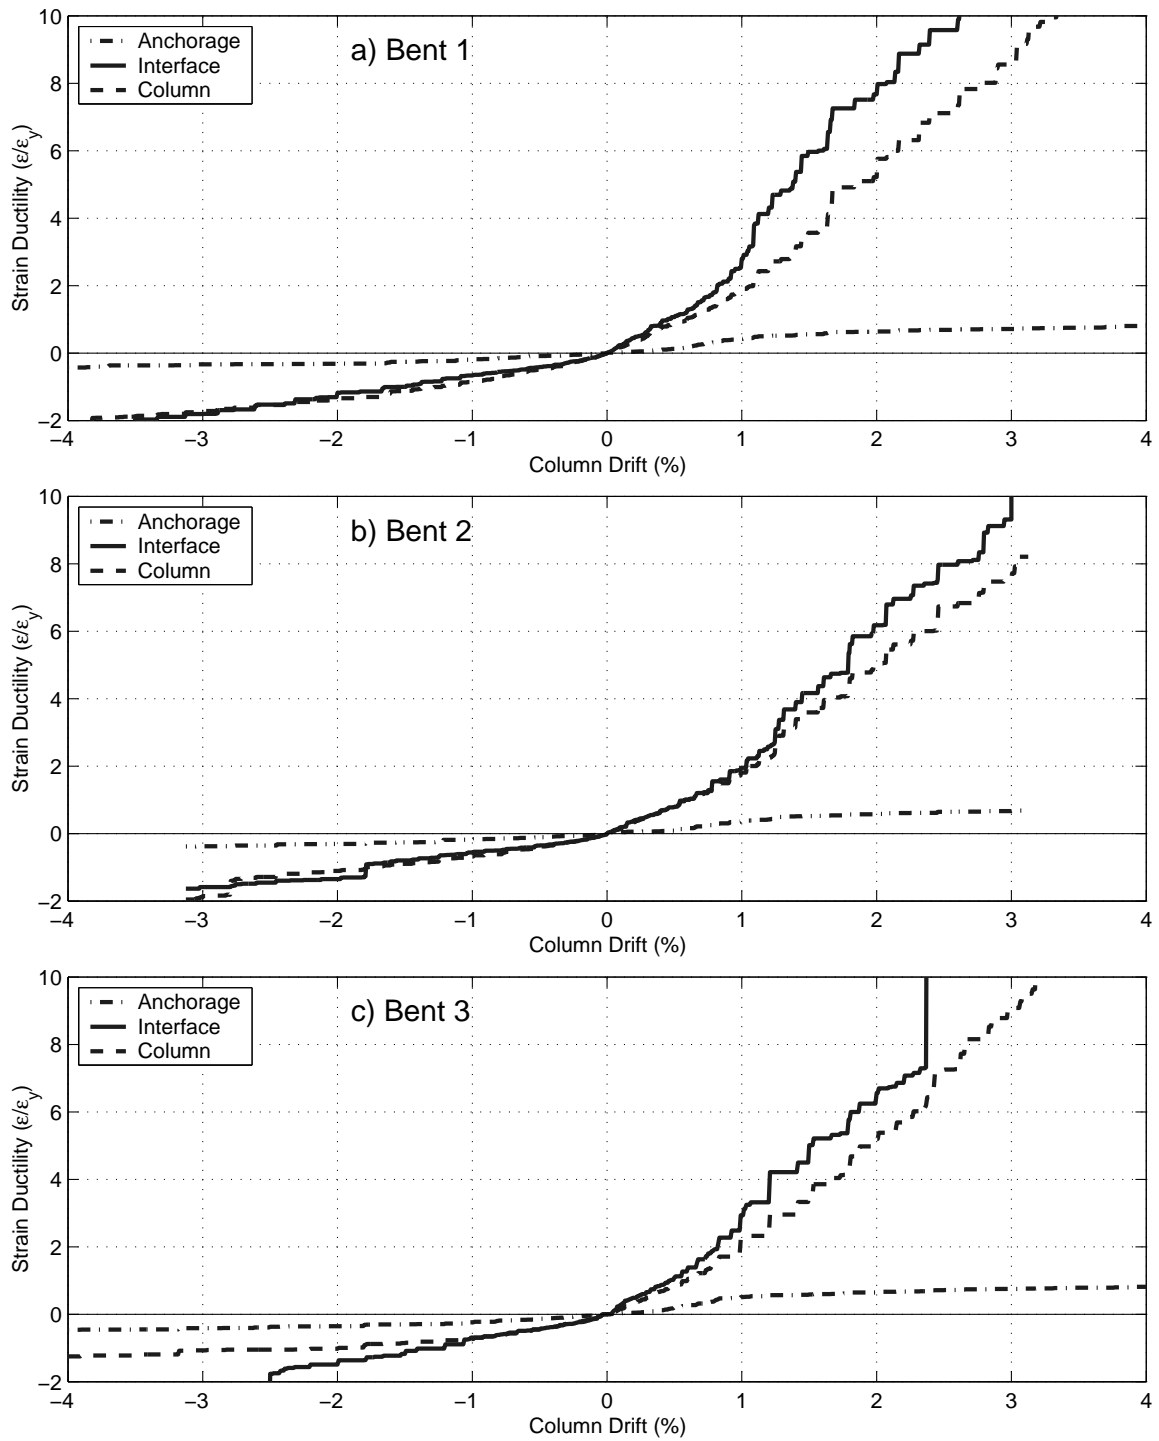 a) Bent 1
Anchorage
Interface
Column
Strain Ductility (ε/εy)
10
8
6
4
2
0
−2
−4 −3 −2 −1 0 1 2 3 4
Column Drift (%)
b) Bent 2
Anchorage
Interface
Column
Strain Ductility (ε/εy)
10
8
6
4
2
0
−2
−4 −3 −2 −1 0 1 2 3 4
Column Drift (%)
c) Bent 3
Anchorage
Interface
Column
Strain Ductility (ε/εy)
10
8
6
4
2
0
−2
−4 −3 −2 −1 0 1 2 3 4
Column Drift (%)